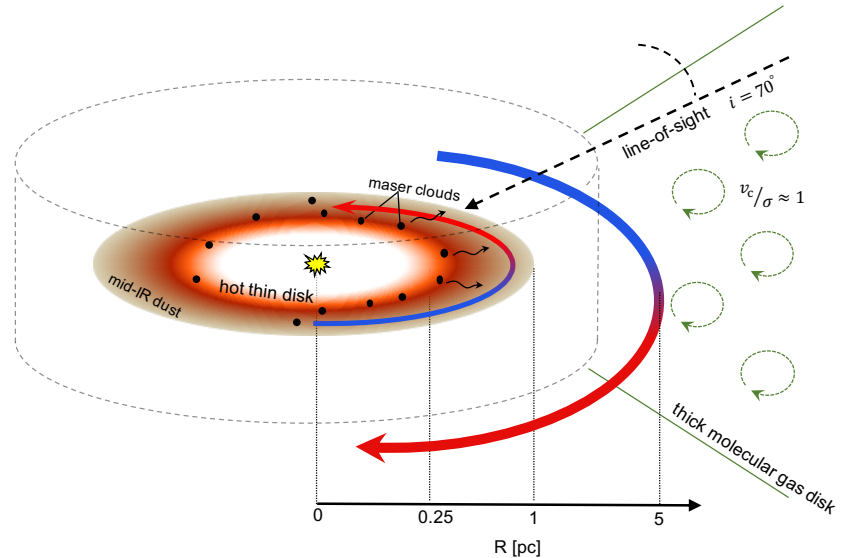 i = 70°
line-of-sight
maser clouds
v_c/σ ≈ 1
hot thin disk
mid-IR dust
thick molecular gas disk
0
0.25
1
5
R [pc]